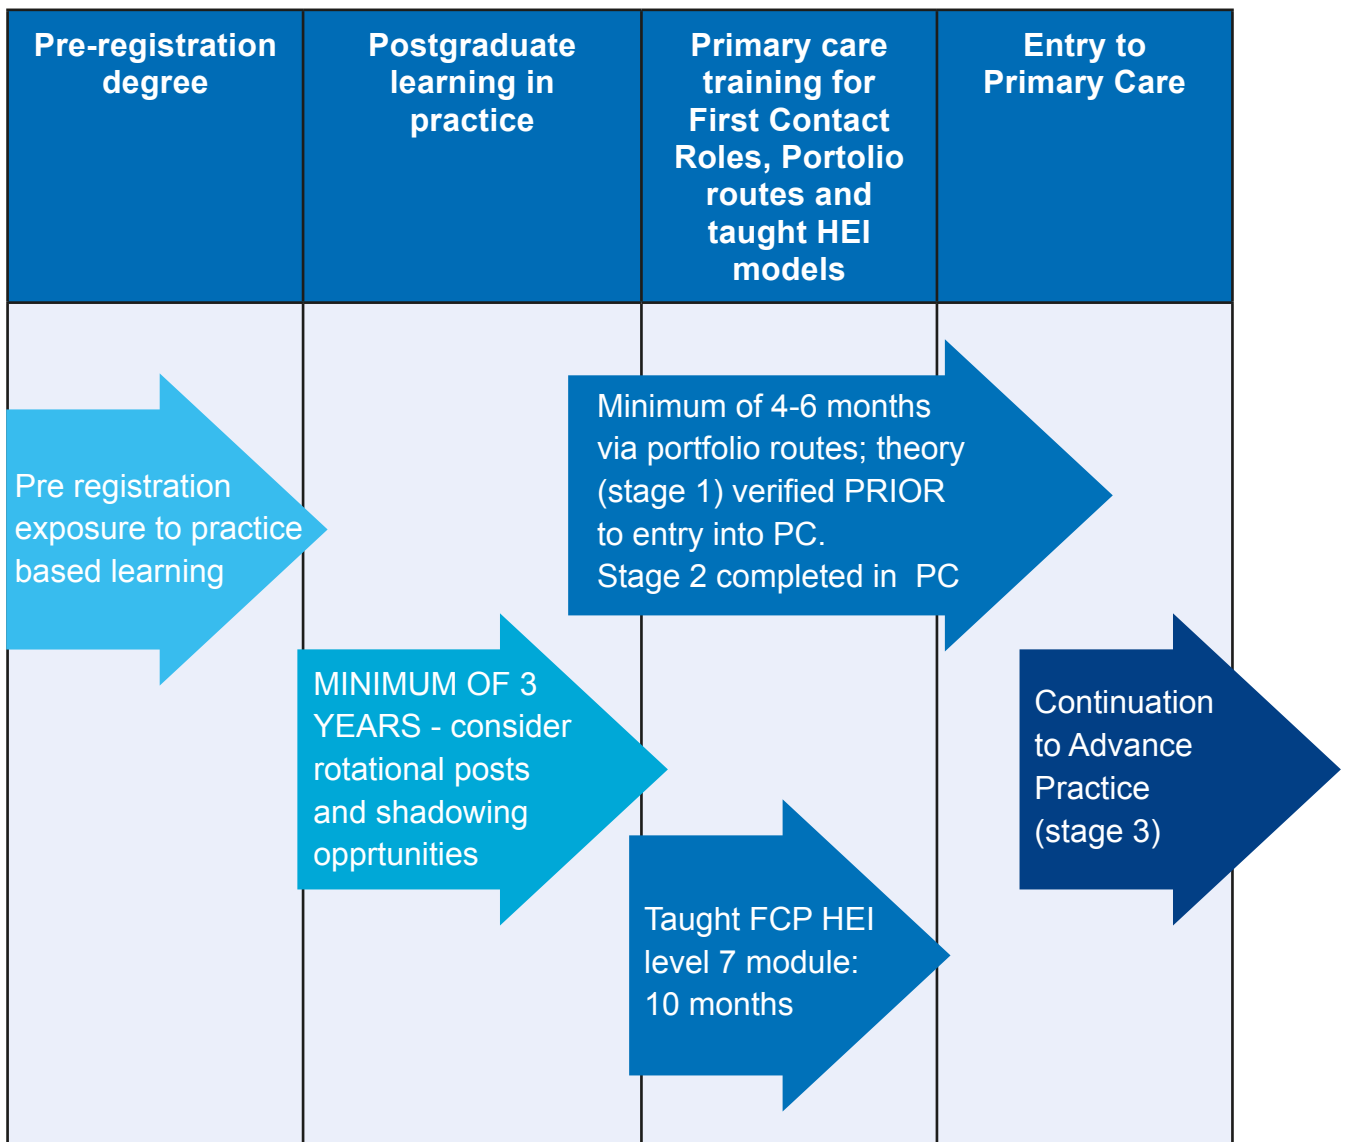 Pre-registration
degree
Postgraduate
learning in
practice
Primary care
training for
First Contact
Roles, Portolio
routes and
taught HEI
models
Entry to
Primary Care
Pre registration
exposure to practice
based learning
Minimum of 4-6 months
via portfolio routes; theory
(stage 1) verified PRIOR
to entry into PC.
Stage 2 completed in  PC
MINIMUM OF 3
YEARS - consider
rotational posts
and shadowing
opprtunities
Continuation
to Advance
Practice
(stage 3)
Taught FCP HEI
level 7 module:
10 months